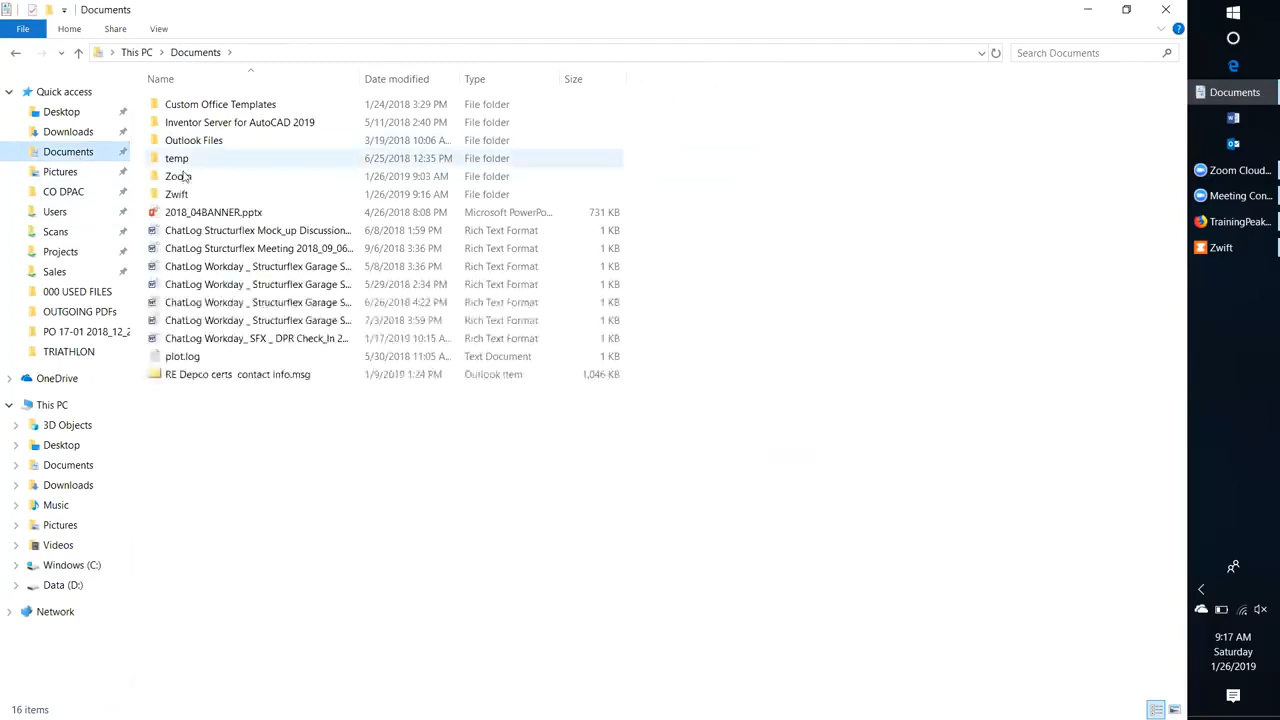 Documents
File Home Share View
This PC Documents
Search Documents
Name Date modified Type Size
Quick access
Desktop
Downloads
Documents
Pictures
CO DPAC
Users
Scans
Projects
Sales
000 USED FILES
OUTGOING PDFs
PO 17-01 2018_12_2
TRIATHLON
OneDrive
This PC
3D Objects
Desktop
Documents
Downloads
Music
Pictures
Videos
Windows (C:)
Data (D:)
Network
Custom Office Templates 1/24/2018 3:29 PM File folder
Inventor Server for AutoCAD 2019 5/11/2018 2:40 PM File folder
Outlook Files 3/19/2018 10:06 A... File folder
temp 6/25/2018 12:35 PM File folder
Zoom 1/26/2019 9:03 AM File folder
Zwift 1/26/2019 9:16 AM File folder
2018_04BANNER.pptx 4/26/2018 8:08 PM Microsoft PowerPo... 731 KB
ChatLog Structurflex Mock_up Discussion... 6/8/2018 1:59 PM Rich Text Format 1 KB
ChatLog Sturcturflex Meeting 2018_09_06... 9/6/2018 3:36 PM Rich Text Format 1 KB
ChatLog Workday _ Structurflex Garage S... 5/8/2018 3:36 PM Rich Text Format 1 KB
ChatLog Workday _ Structurflex Garage S... 5/29/2018 2:34 PM Rich Text Format 1 KB
ChatLog Workday _ Structurflex Garage S... 6/26/2018 4:22 PM Rich Text Format 1 KB
ChatLog Workday _ Structurflex Garage S... 7/3/2018 3:59 PM Rich Text Format 1 KB
ChatLog Workday_ SFX _ DPR Check_In 2... 1/17/2019 10:15 A... Rich Text Format 1 KB
plot.log 5/30/2018 11:05 A... Text Document 1 KB
RE Depco certs contact info.msg 1/9/2019 1:24 PM Outlook Item 1,046 KB
16 items
Documents
Zoom Cloud...
Meeting Con...
TrainingPeak...
Zwift
9:17 AM
Saturday
1/26/2019